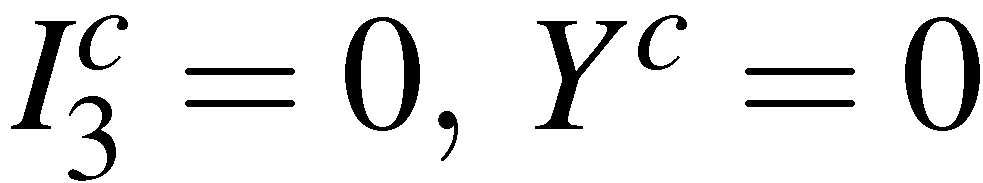 $I_3^c = 0, \, Y^c = 0$